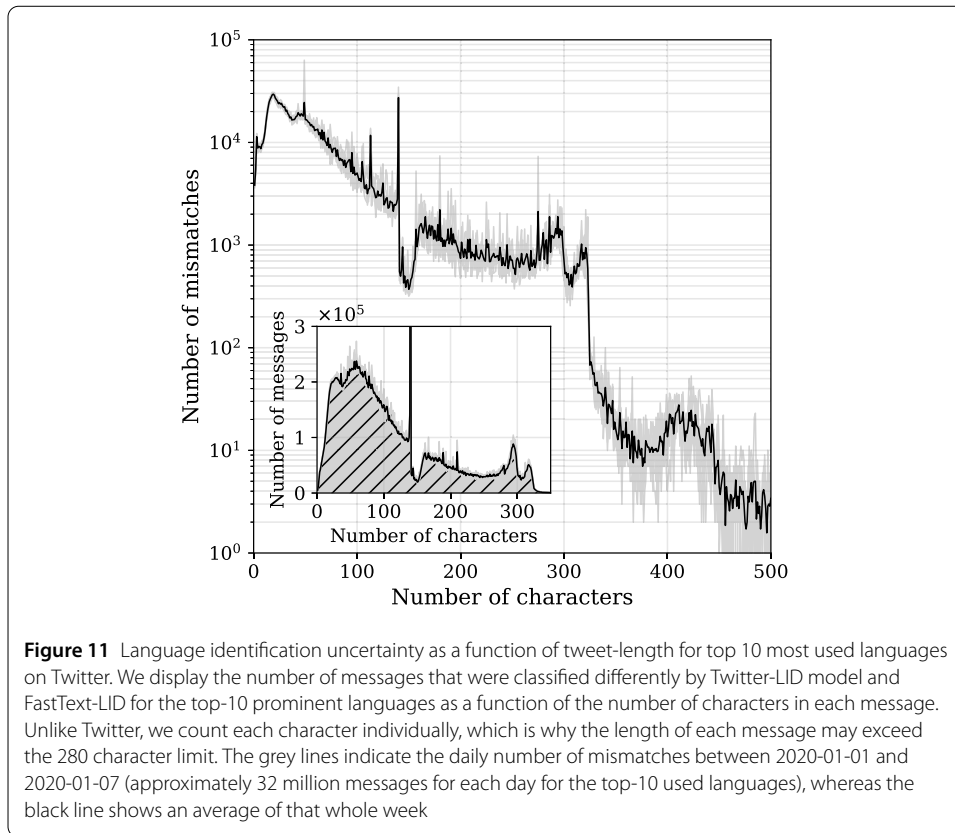 10^5
10^4
10^3
10^2
10^1
10^0
Number of mismatches
0 100 200 300 400 500
Number of characters
×10^5
3
2
1
0
Number of messages
0 100 200 300
Number of characters
Figure 11 Language identification uncertainty as a function of tweet-length for top 10 most used languages
on Twitter. We display the number of messages that were classified differently by Twitter-LID model and
FastText-LID for the top-10 prominent languages as a function of the number of characters in each message.
Unlike Twitter, we count each character individually, which is why the length of each message may exceed
the 280 character limit. The grey lines indicate the daily number of mismatches between 2020-01-01 and
2020-01-07 (approximately 32 million messages for each day for the top-10 used languages), whereas the
black line shows an average of that whole week